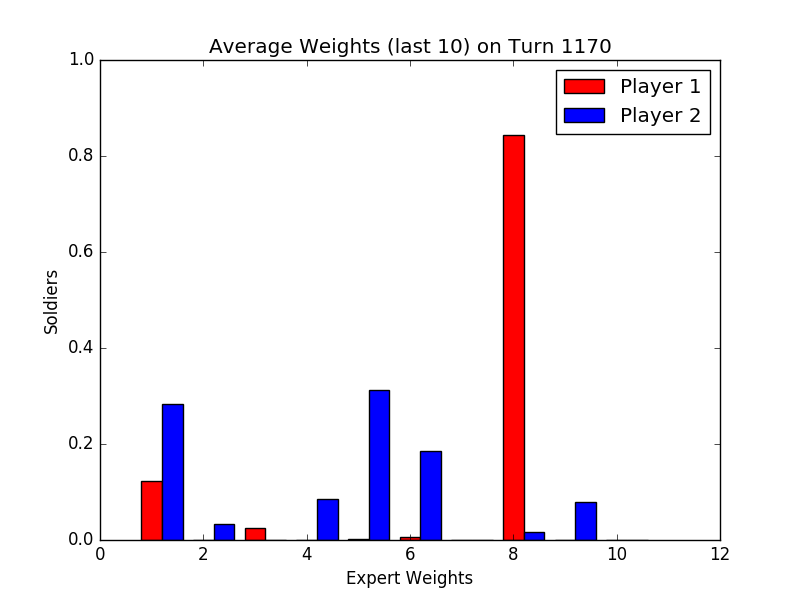 Average Weights (last 10) on Turn 1170
1.0
0.8
0.6
0.4
0.2
0.0
Soldiers
Player 1
Player 2
0 2 4 6 8 10 12
Expert Weights